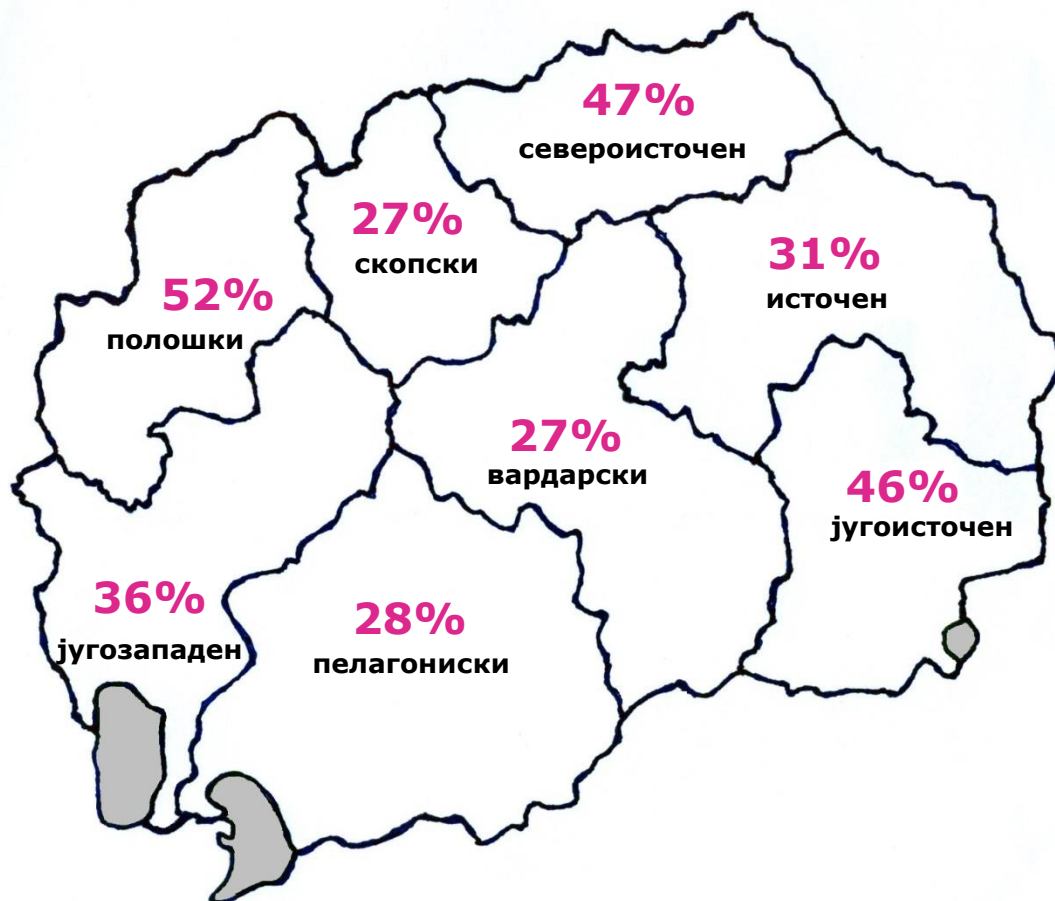 47%
североисточен
27%
скопски
31%
источен
52%
полошки
27%
вардарски
46%
југоисточен
36%
југозападен
28%
пелагониски